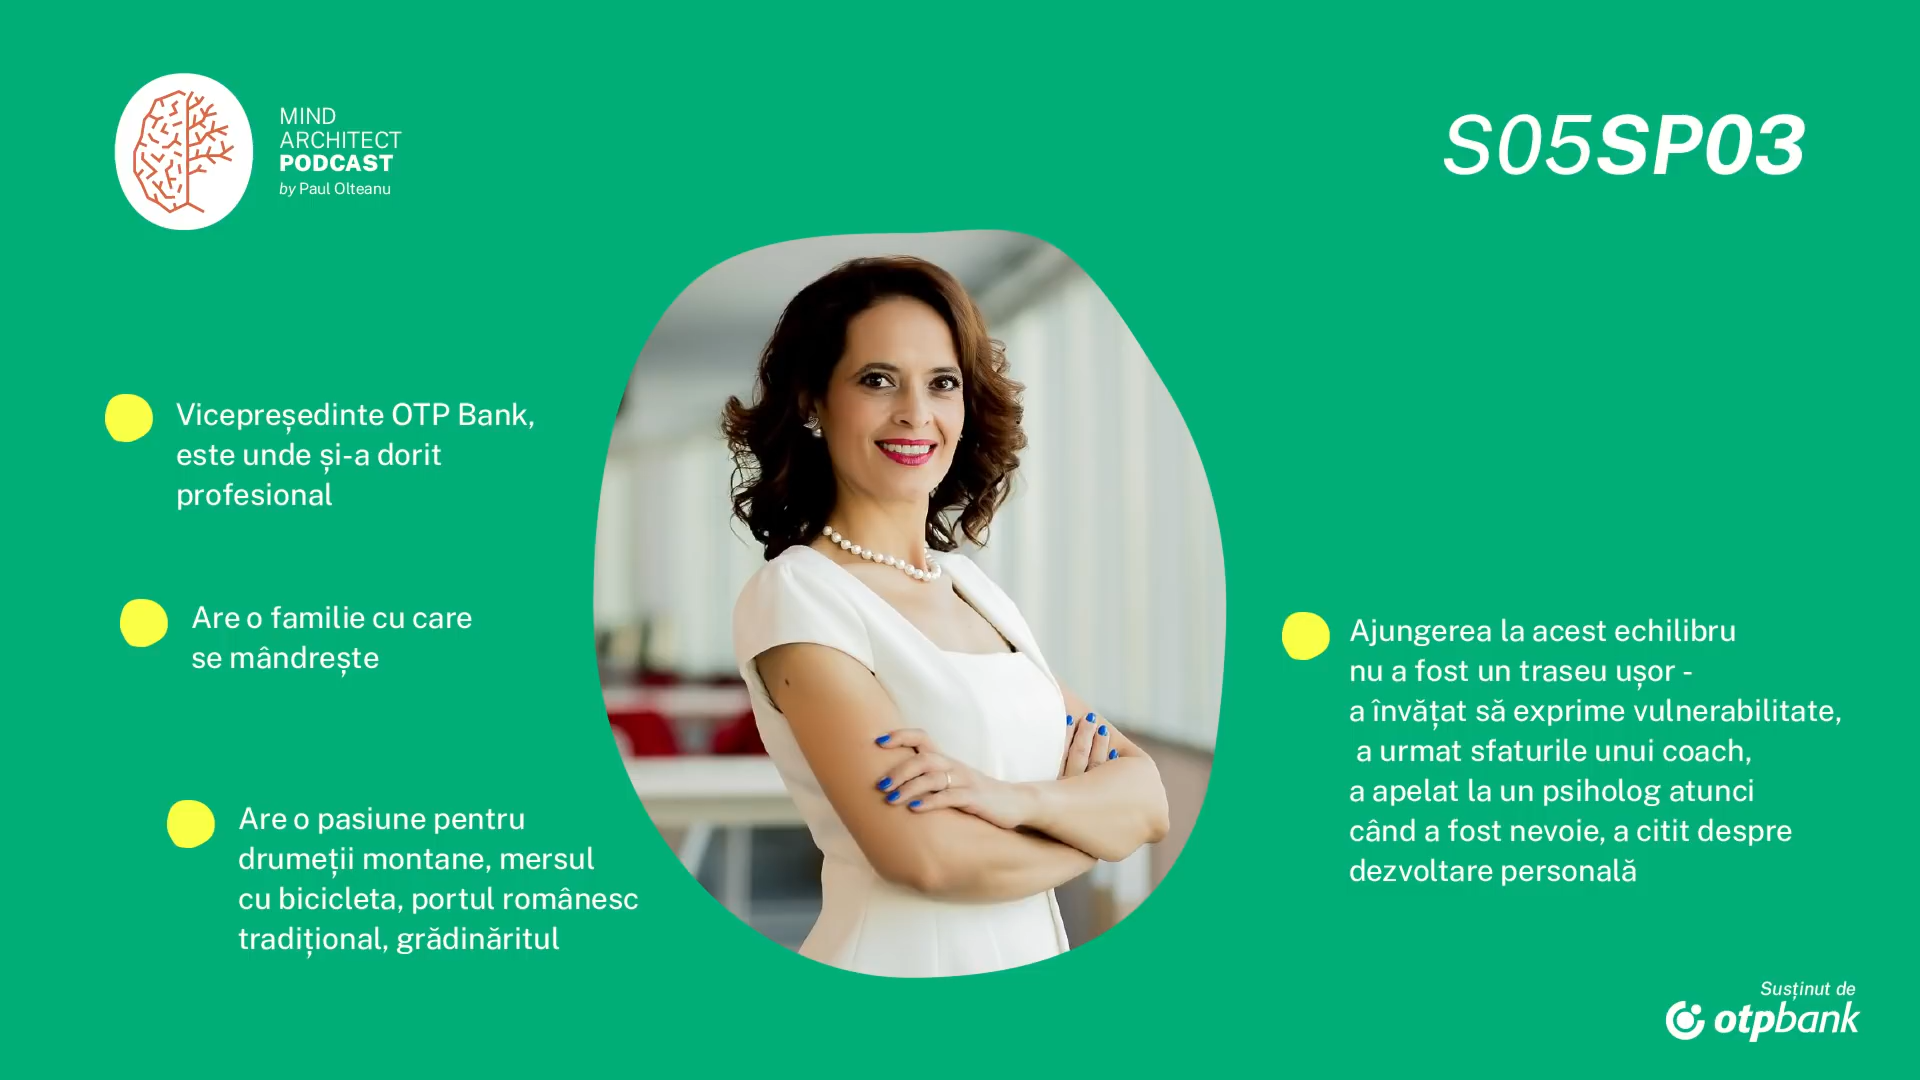 MIND
ARCHITECT
PODCAST
by Paul Olteanu
S05SP03
Vicepreședinte OTP Bank,
este unde și-a dorit
profesional
Are o familie cu care
se mândrește
Are o pasiune pentru
drumeții montane, mersul
cu bicicleta, portul românesc
tradițional, grădinăritul
Ajungerea la acest echilibru
nu a fost un traseu ușor -
a învățat să exprime vulnerabilitate,
a urmat sfaturile unui coach,
a apelat la un psiholog atunci
când a fost nevoie, a citit despre
dezvoltare personală
Susținut de
otpbank